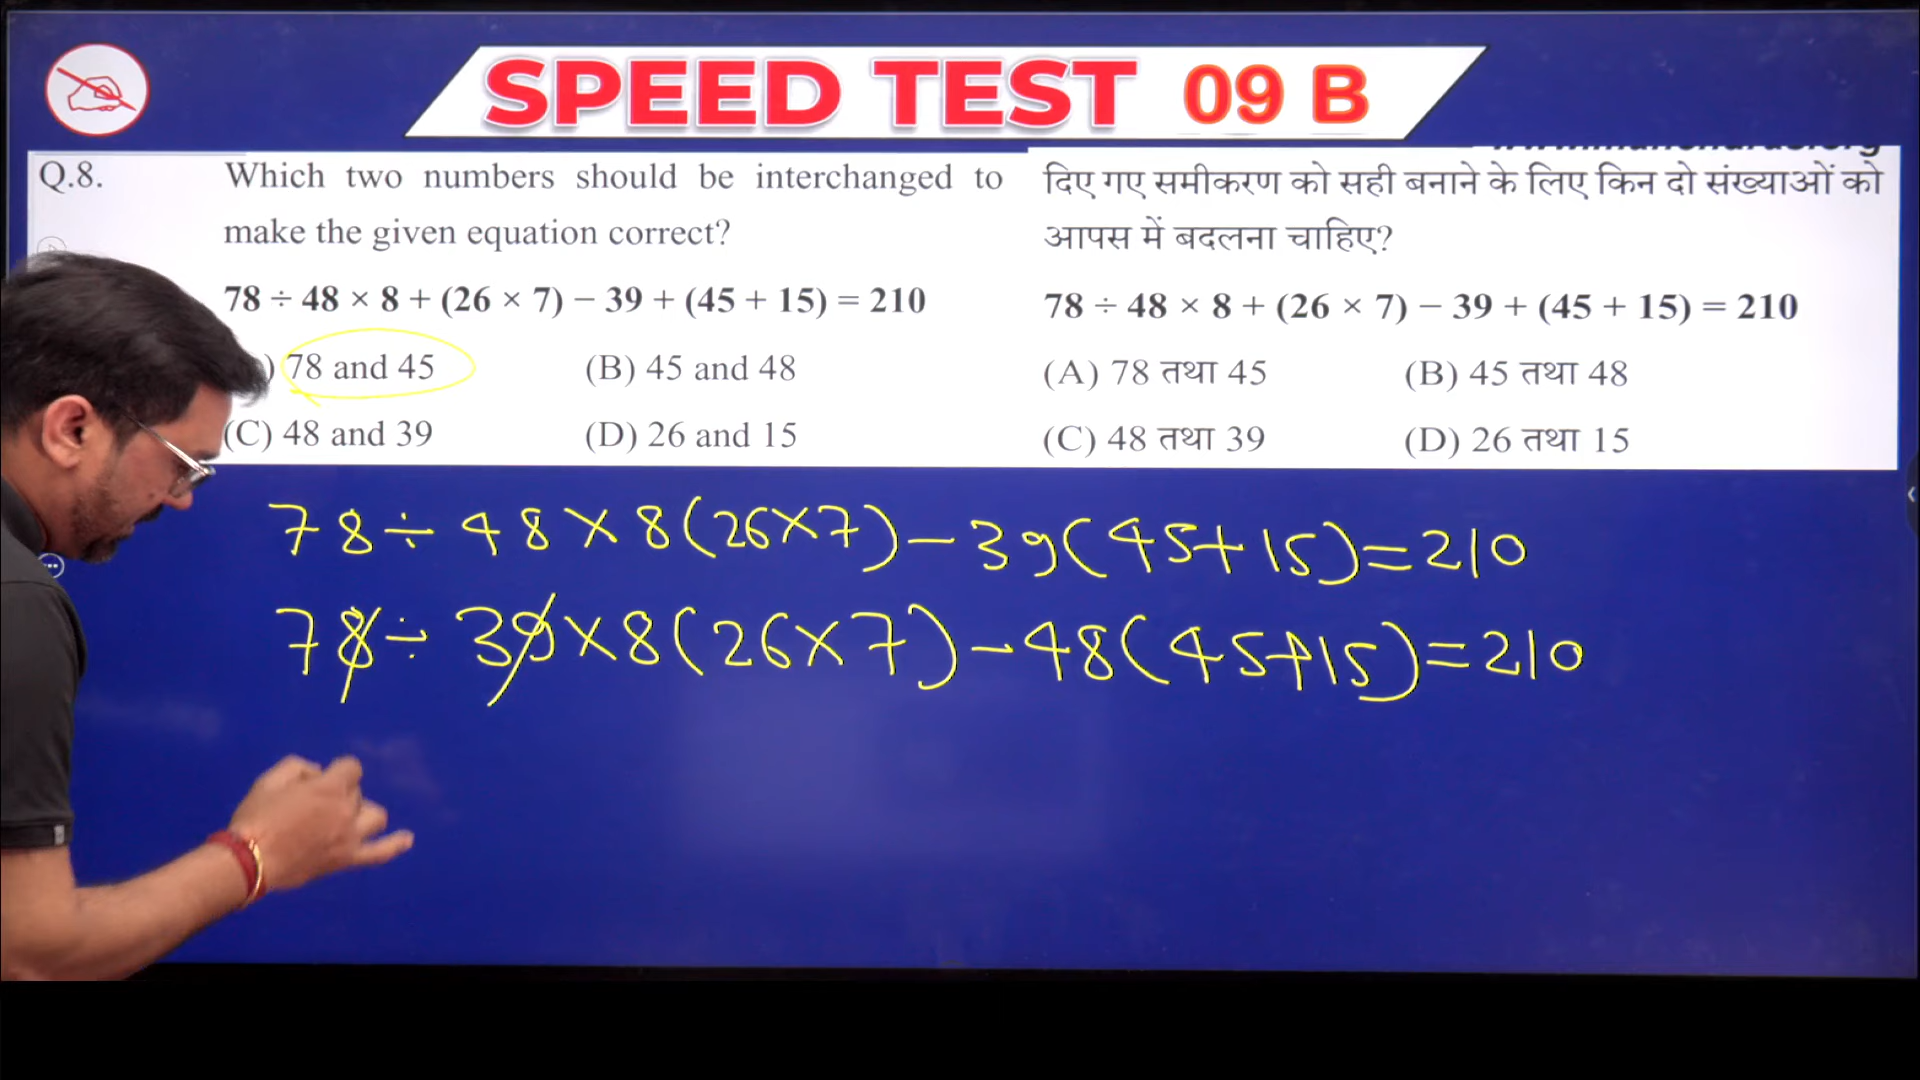 SPEED TEST 09 B
Q.8. Which two numbers should be interchanged to
make the given equation correct?
78 ÷ 48 × 8 + (26 × 7) − 39 + (45 + 15) = 210
) 78 and 45 (B) 45 and 48
(C) 48 and 39 (D) 26 and 15
दिए गए समीकरण को सही बनाने के लिए किन दो संख्याओं को
आपस में बदलना चाहिए?
78 ÷ 48 × 8 + (26 × 7) − 39 + (45 + 15) = 210
(A) 78 तथा 45 (B) 45 तथा 48
(C) 48 तथा 39 (D) 26 तथा 15
78 ÷ 48 × 8 (26 × 7) − 39 (45 + 15) = 210
78 ÷ 39 × 8 (26 × 7) − 48 (45 + 15) = 210